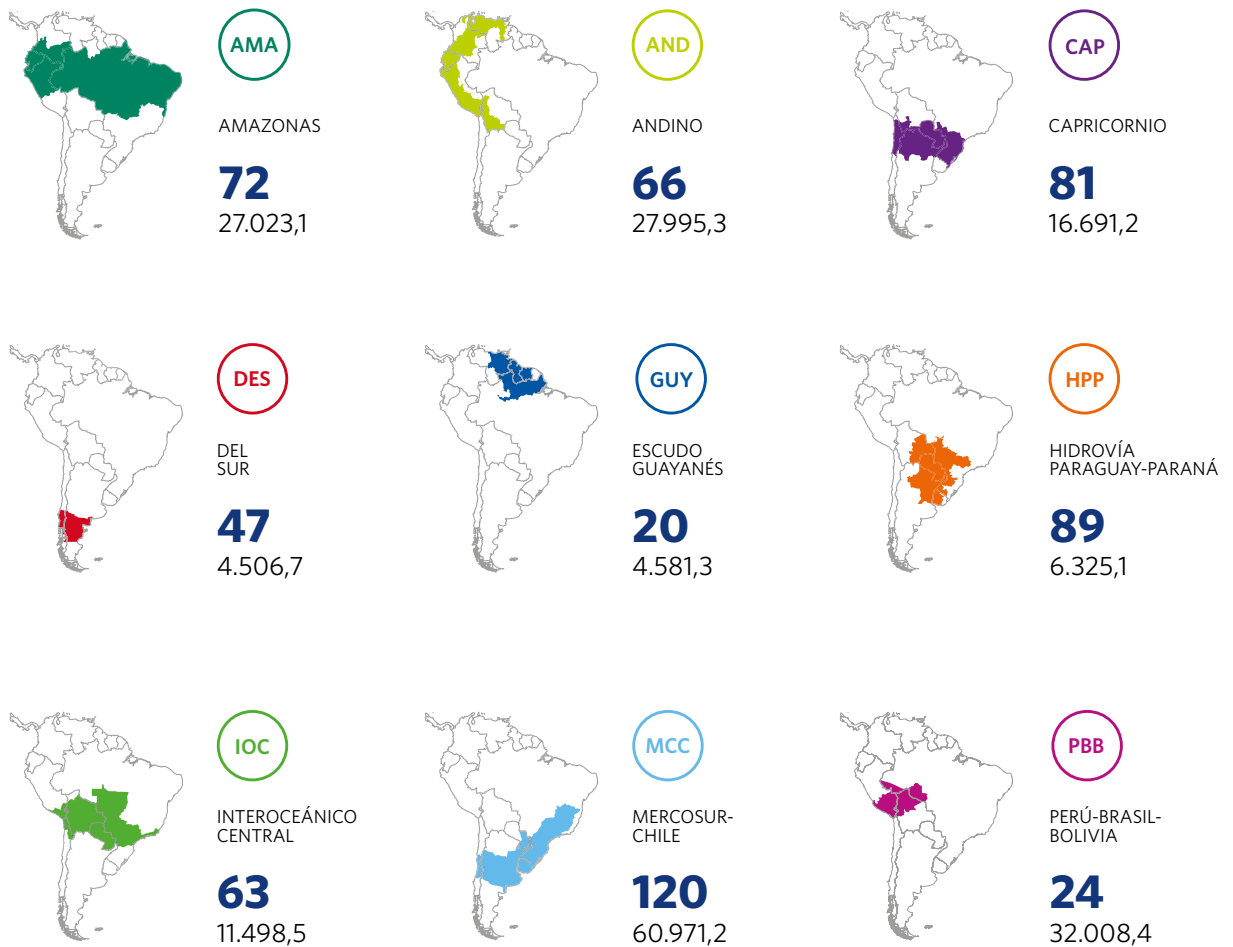 AMA
AMAZONAS
72
27.023,1
AND
ANDINO
66
27.995,3
CAP
CAPRICORNIO
81
16.691,2
DES
DEL
SUR
47
4.506,7
GUY
ESCUDO
GUAYANÉS
20
4.581,3
HPP
HIDROVÍA
PARAGUAY-PARANÁ
89
6.325,1
IOC
INTEROCEÁNICO
CENTRAL
63
11.498,5
MCC
MERCOSUR-
CHILE
120
60.971,2
PBB
PERÚ-BRASIL-
BOLIVIA
24
32.008,4